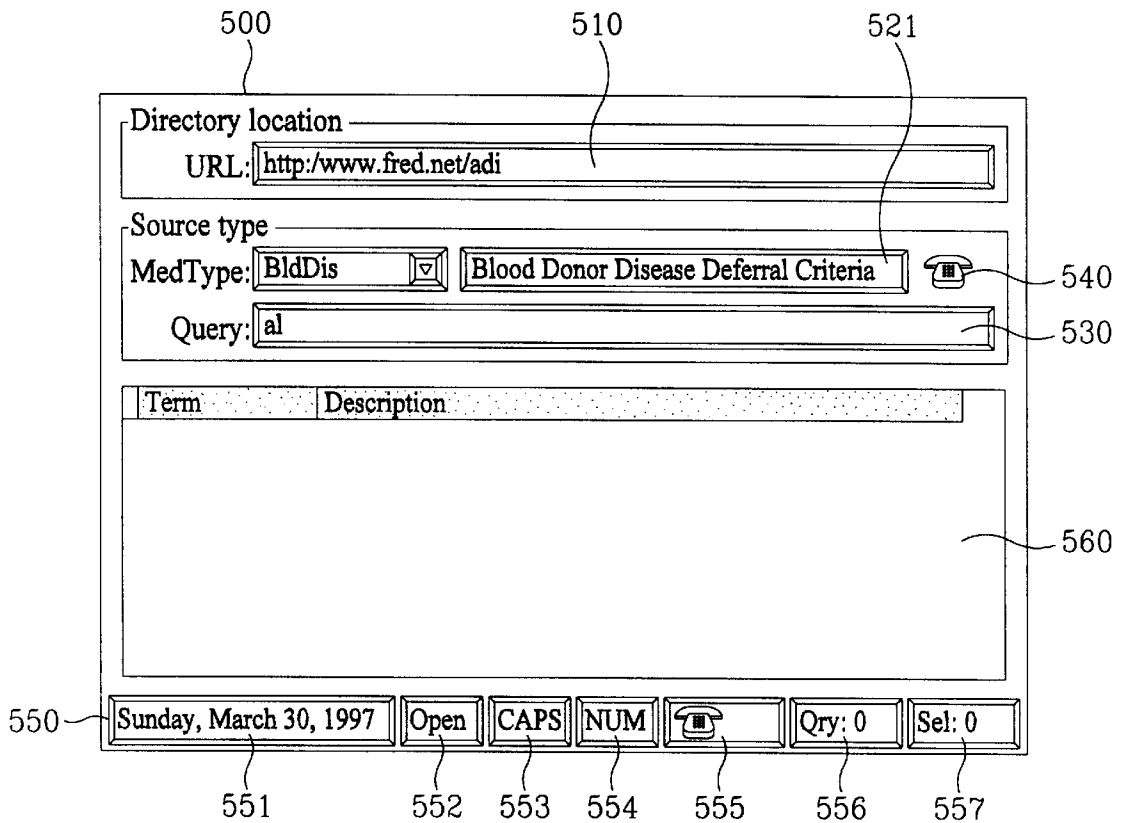 500 510 521
Directory location
URL: http:/www.fred.net/adi
Source type
MedType: BldDis Blood Donor Disease Deferral Criteria 540
Query: al 530
Term Description
560
550 Sunday, March 30, 1997 Open CAPS NUM Qry: 0 Sel: 0
551 552 553 554 555 556 557